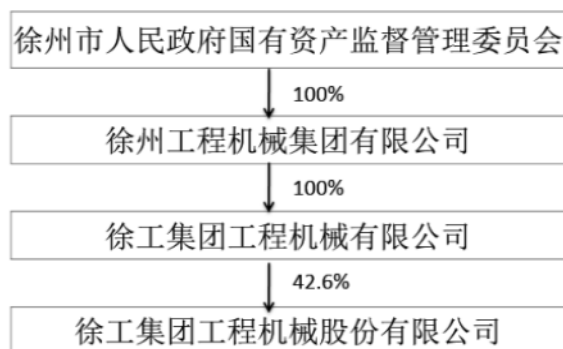 徐州市人民政府国有资产监督管理委员会
100%
徐州工程机械集团有限公司
100%
徐工集团工程机械有限公司
42.6%
徐工集团工程机械股份有限公司